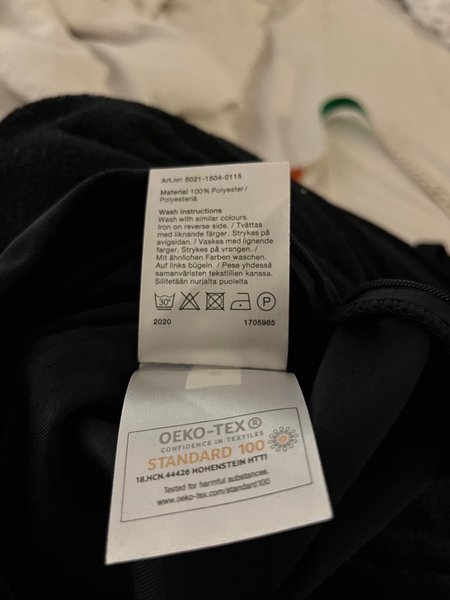 Art.nr: 5021-1504-0115
Material 100% Polyester/
Polyesteriä
Wash instructions
Wash with similar colours.
Iron on reverse side. / Tvättas
med liknande färger. Strykes på
avigsidan. / Vaskes med lignende
farger. Strykes på vrangen. /
Mit ähnlichen Farben waschen.
Auf links bügeln. / Pese yhdessä
samanväristen tekstiilien kanssa.
Silitetään nurjalta puolelta
30° P
2020 1705985
OEKO-TEX®
CONFIDENCE IN TEXTILES
STANDARD 100
18.HCN.44426 HOHENSTEIN HTTI
Tested for harmful substances.
www.oeko-tex.com/standard100